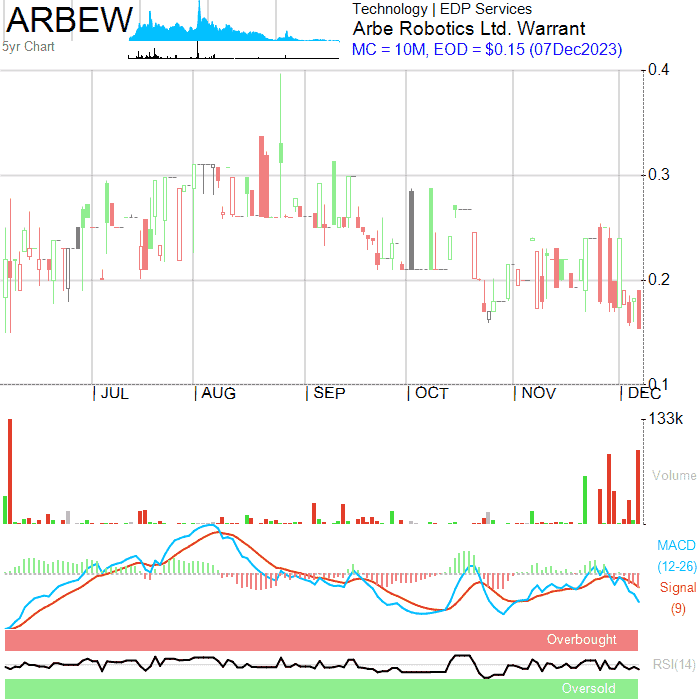 ARBEW
5yr Chart
Technology | EDP Services
Arbe Robotics Ltd. Warrant
MC = 10M, EOD = $0.15 (07Dec2023)
0.4
0.3
0.2
0.1
JUL AUG SEP OCT NOV DEC
133k
Volume
MACD
(12-26)
Signal
(9)
Overbought
RSI(14)
Oversold